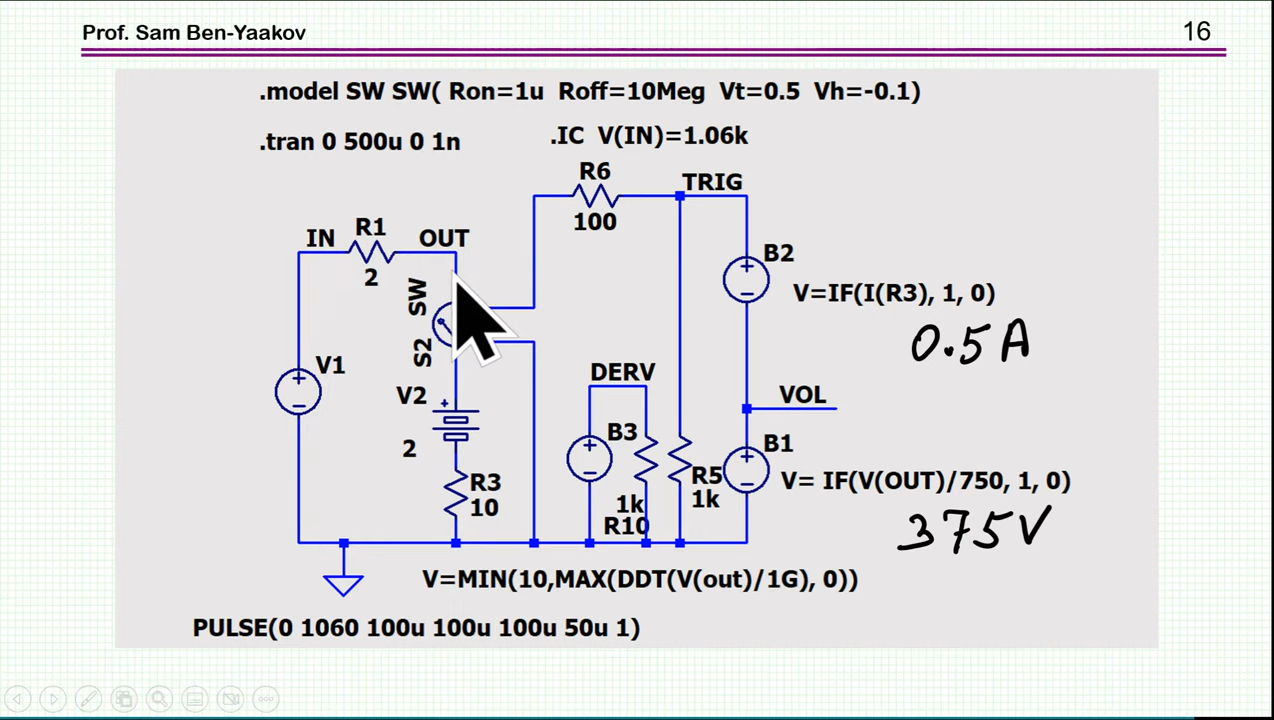 Prof. Sam Ben-Yaakov
16
.model SW SW( Ron=1u Roff=10Meg Vt=0.5 Vh=-0.1)
.tran 0 500u 0 1n
.IC V(IN)=1.06k
R6
100
TRIG
IN
R1
2
OUT
SW
S2
B2
V=IF(I(R3), 1, 0)
0.5A
V1
V2
2
DERV
VOL
B3
B1
R3
10
1k
R10
R5
1k
V= IF(V(OUT)/750, 1, 0)
375V
V=MIN(10,MAX(DDT(V(out)/1G), 0))
PULSE(0 1060 100u 100u 100u 50u 1)